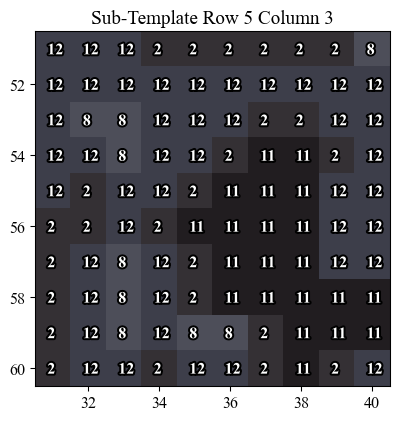 Sub-Template Row 5 Column 3
12 12 12 2 2 2 2 2 2 8
52 12 12 12 12 12 12 12 12 12 12
12 8 8 12 12 12 2 2 12 12
54 12 12 8 12 12 2 11 11 2 12
12 2 12 12 2 11 11 11 12 12
56 2 2 12 2 11 11 11 11 12 12
2 12 8 12 2 11 11 11 12 12
58 2 12 8 12 2 11 11 11 11 11
2 12 8 12 8 8 2 11 11 11
60 2 12 12 2 12 12 2 11 2 12
32 34 36 38 40